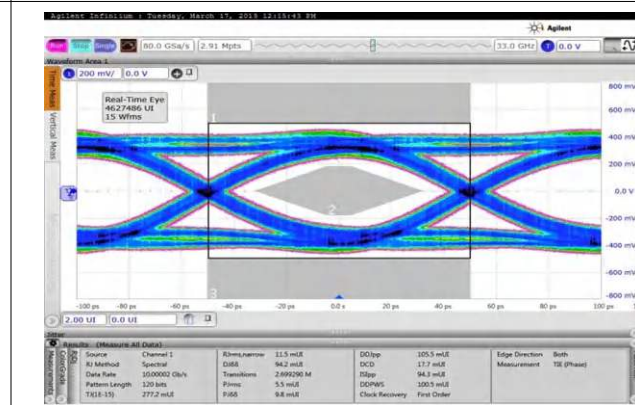 Agilent Infiniium : Tuesday, March 17, 2015 12:15:43 PM
Agilent
Run Stop Single 80.0 GSa/s 2.91 Mpts 33.0 GHz T 0.0 V
Waveform Area 1
1 200 mV/ 0.0 V
Time Meas
Vertical Meas
Real-Time Eye
4627486 UI
15 Wfms
800 mV
600 mV
400 mV
200 mV
0.0 V
-200 mV
-400 mV
-600 mV
-800 mV
1
2
3
-100 ps -80 ps -60 ps -40 ps -20 ps 0.0 s 20 ps 40 ps 60 ps 80 ps 100 ps
2.00 UI 0.0 UI
Jitter
Results (Measure All Data)
Measurements
ColorGrade
RJDJ
Source Channel 1 RJrms,narrow 11.5 mUI DDJpp 105.5 mUI Edge Direction Both
RJ Method Spectral DJδδ 94.2 mUI DCD 17.7 mUI Measurement TIE (Phase)
Data Rate 10.00002 Gb/s Transitions 2.699290 M ISIpp 94.3 mUI
Pattern Length 120 bits PJrms 5.5 mUI DDPWS 100.5 mUI
TJ(1E-15) 277.2 mUI PJδδ 9.8 mUI Clock Recovery First Order